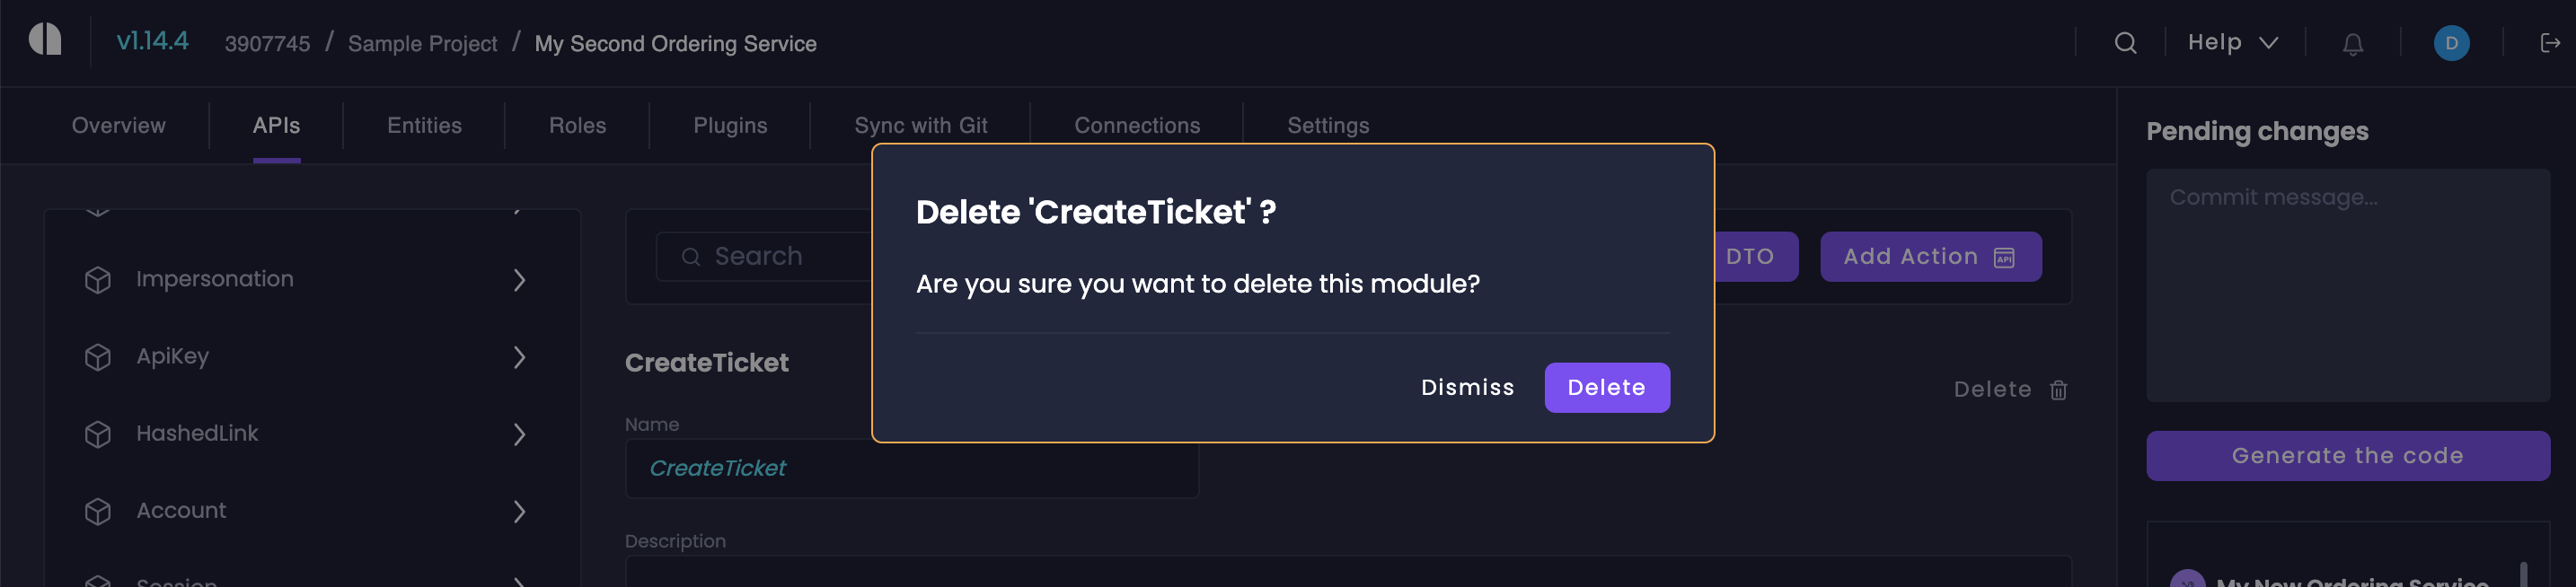 v1.14.4
3907745 / Sample Project / My Second Ordering Service
Help
D
Overview
APIs
Entities
Roles
Plugins
Sync with Git
Connections
Settings
Impersonation
ApiKey
HashedLink
Account
Session
Search
DTO
Add Action
API
CreateTicket
Delete
Name
CreateTicket
Description
Delete 'CreateTicket' ?
Are you sure you want to delete this module?
Dismiss
Delete
Pending changes
Commit message...
Generate the code
My New Ordering Service